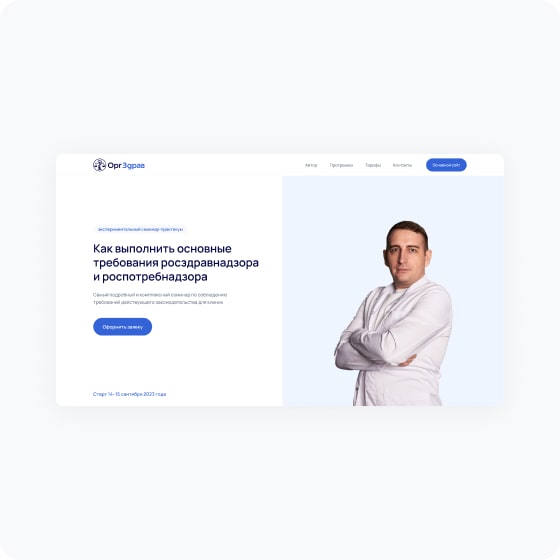 ОргЗдрав
Автор Программа Тарифы Контакты Основной сайт
экспериментальный семинар-практикум
Как выполнить основные
требования росздравнадзора
и роспотребнадзора
Самый подробный и комплексный семинар по соблюдению
требований действующего законодательства для клиник
Оформить заявку
Старт 14–15 сентября 2023 года